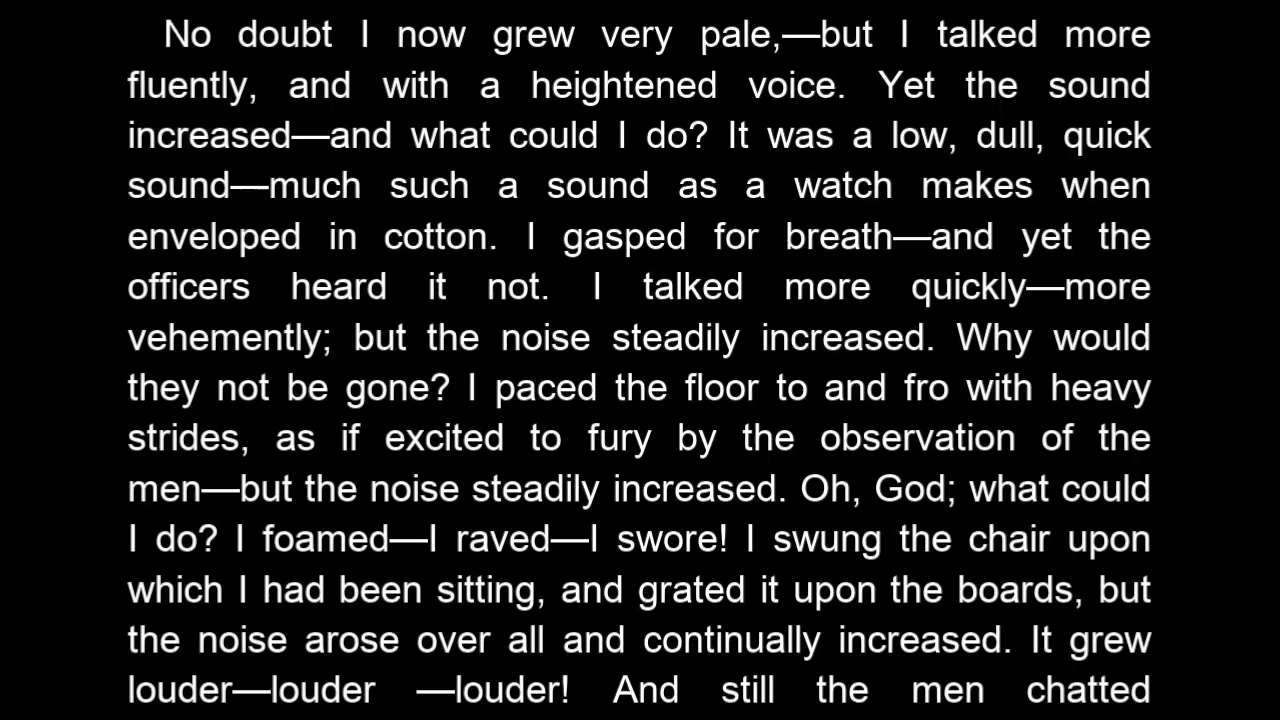 No doubt I now grew very pale,—but I talked more
fluently, and with a heightened voice. Yet the sound
increased—and what could I do? It was a low, dull, quick
sound—much such a sound as a watch makes when
enveloped in cotton. I gasped for breath—and yet the
officers heard it not. I talked more quickly—more
vehemently; but the noise steadily increased. Why would
they not be gone? I paced the floor to and fro with heavy
strides, as if excited to fury by the observation of the
men—but the noise steadily increased. Oh, God; what could
I do? I foamed—I raved—I swore! I swung the chair upon
which I had been sitting, and grated it upon the boards, but
the noise arose over all and continually increased. It grew
louder—louder —louder! And still the men chatted